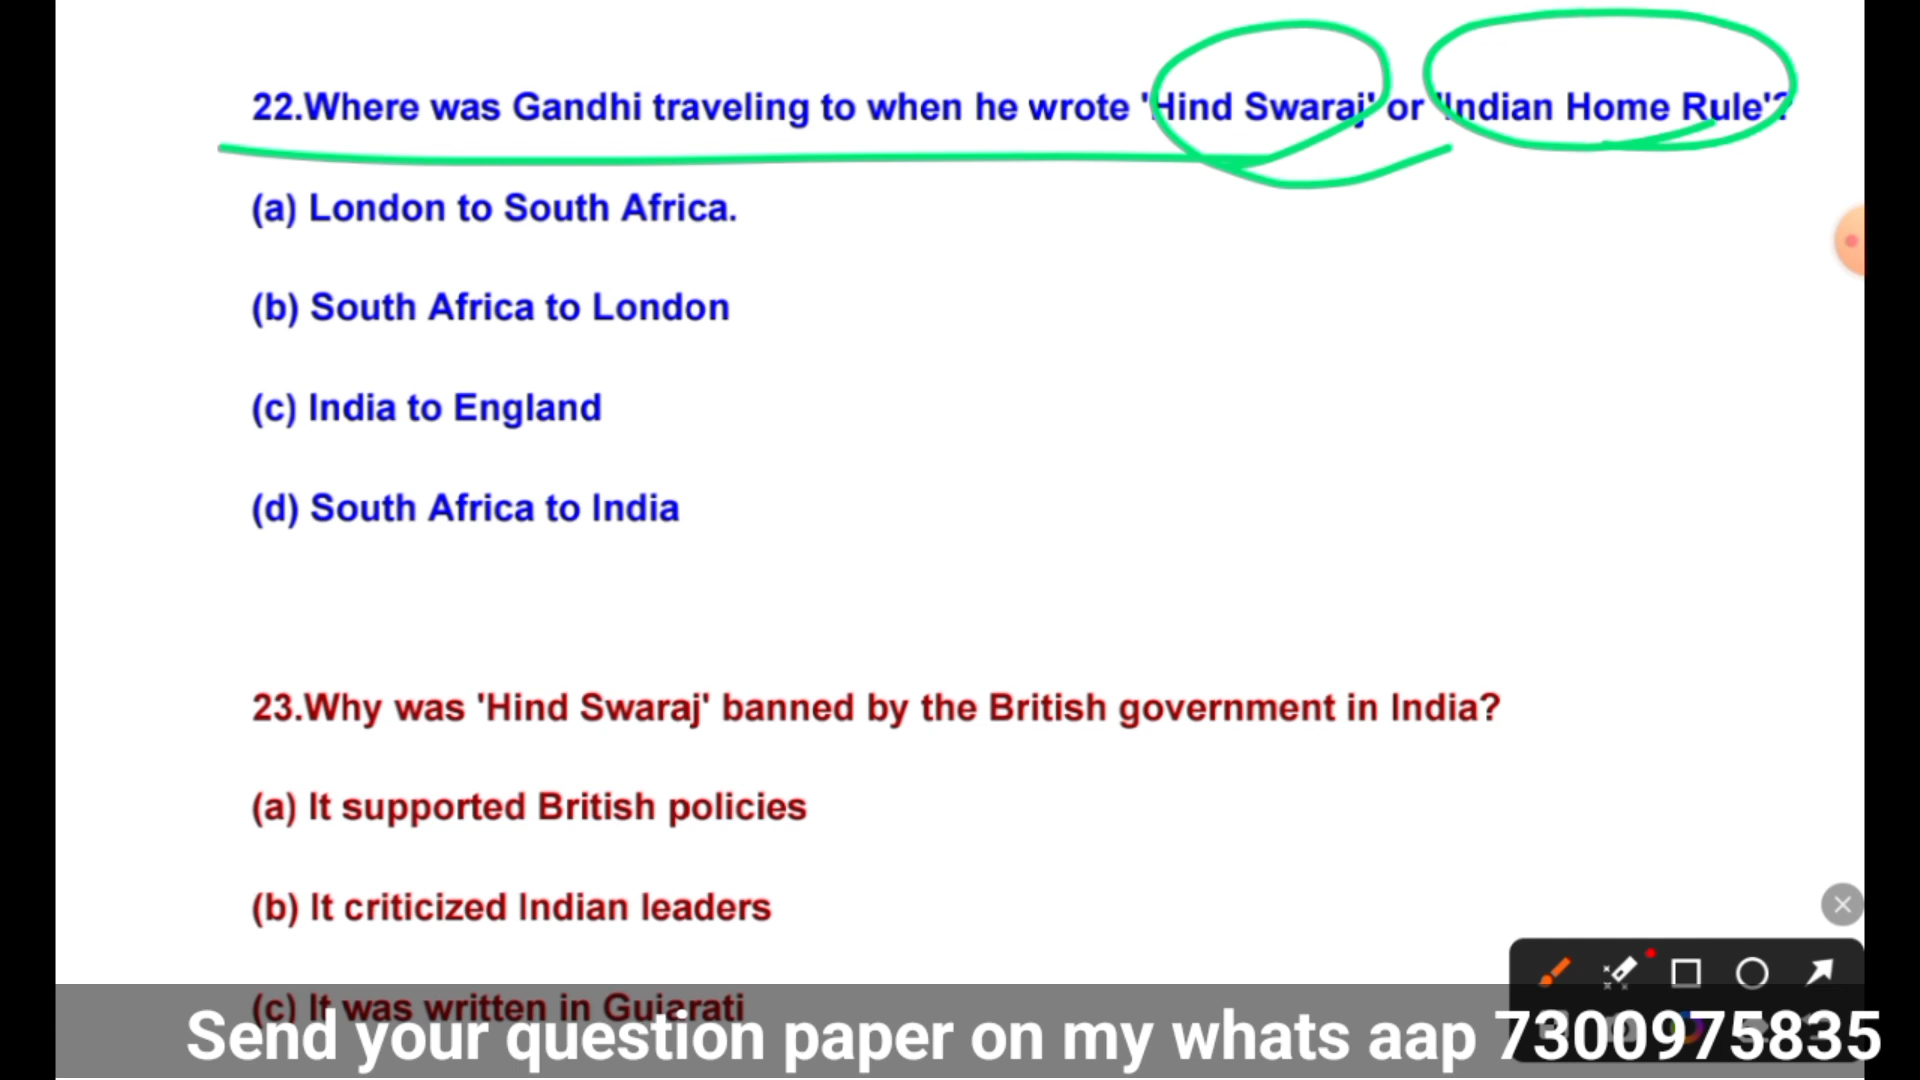 22.Where was Gandhi traveling to when he wrote 'Hind Swaraj' or 'Indian Home Rule'?
(a) London to South Africa.
(b) South Africa to London
(c) India to England
(d) South Africa to India
23.Why was 'Hind Swaraj' banned by the British government in India?
(a) It supported British policies
(b) It criticized Indian leaders
(c) It was written in Gujarati
Send your question paper on my whats aap 7300975835